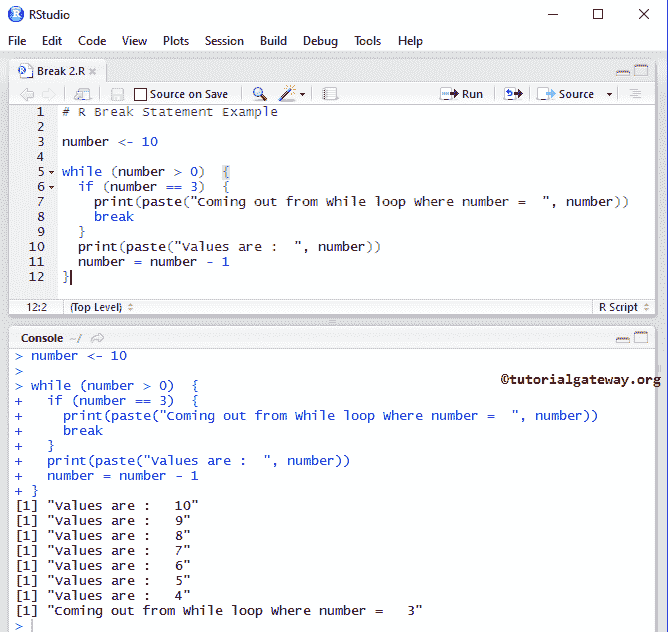 RStudio
File Edit Code View Plots Session Build Debug Tools Help
Break 2.R
Source on Save Run Source
1 # R Break Statement Example
2
3 number <- 10
4
5 while (number > 0)  {
6   if (number == 3)  {
7     print(paste("Coming out from While loop Where number =  ", number))
8     break
9   }
10   print(paste("Values are :  ", number))
11   number = number - 1
12 }
12:2 (Top Level) R Script
Console ~/
> number <- 10
>
©tutorialgateway.org
> while (number > 0)  {
+   if (number == 3)  {
+     print(paste("Coming out from While loop Where number =  ", number))
+     break
+   }
+   print(paste("Values are :  ", number))
+   number = number - 1
+ }
[1] "Values are :   10"
[1] "Values are :   9"
[1] "Values are :   8"
[1] "Values are :   7"
[1] "Values are :   6"
[1] "Values are :   5"
[1] "Values are :   4"
[1] "Coming out from While loop Where number =   3"
>